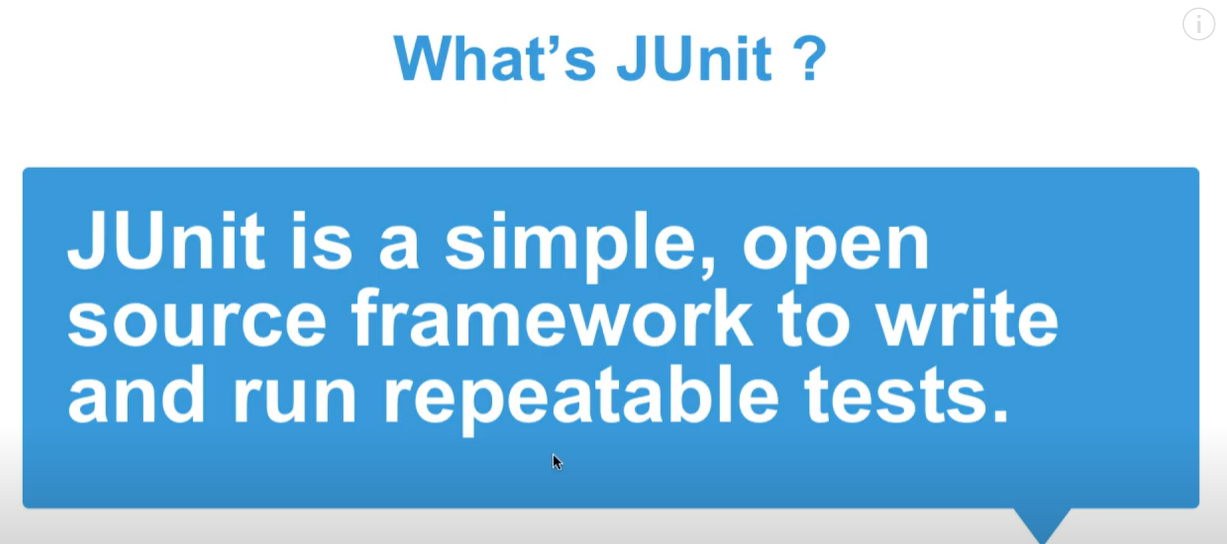 What's JUnit ?
JUnit is a simple, open
source framework to write
and run repeatable tests.